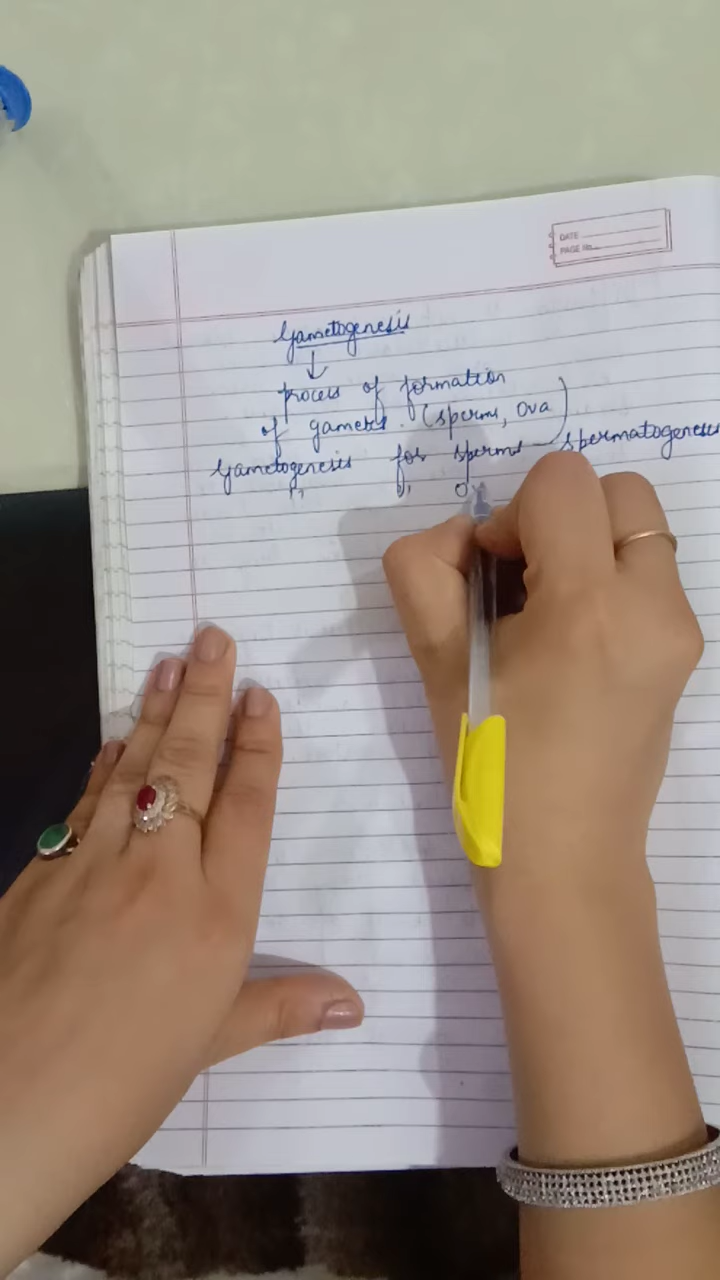 DATE
PAGE No.
Gametogenesis
↓
process of formation
of gametes. (sperms, ova)
Gametogenesis for sperms — spermatogenesis
" " o